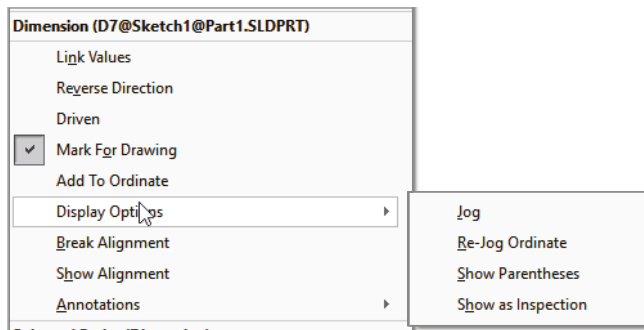 Dimension (D7@Sketch1@Part1.SLDPRT)
Link Values
Reverse Direction
Driven
Mark For Drawing
Add To Ordinate
Display Options
Break Alignment
Show Alignment
Annotations
Jog
Re-Jog Ordinate
Show Parentheses
Show as Inspection